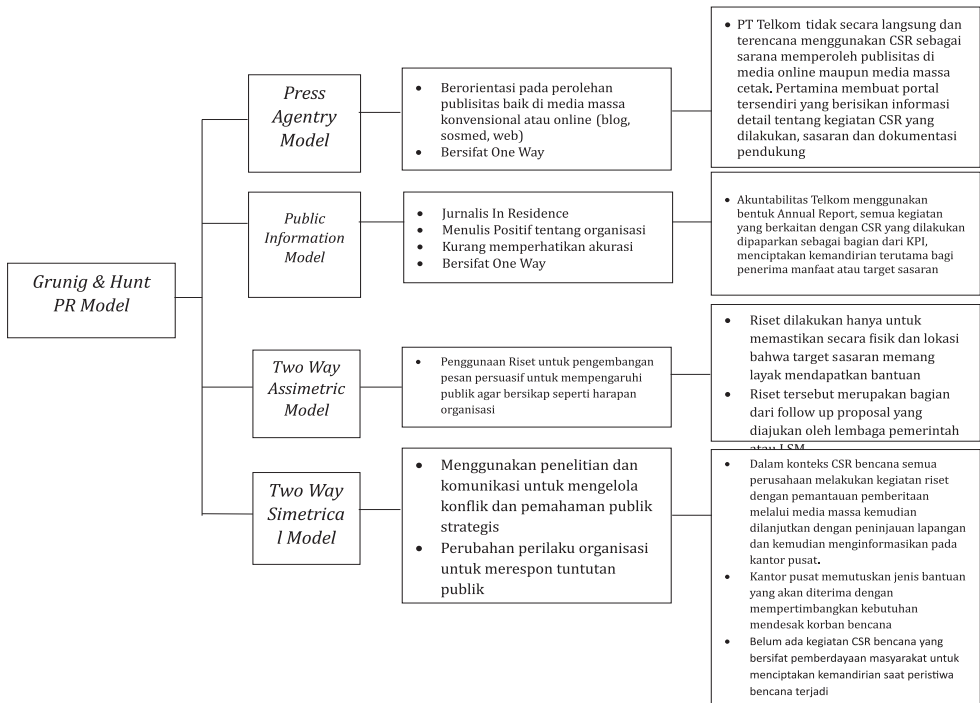 Grunig & Hunt
PR Model
Press
Agentry
Model
• Berorientasi pada perolehan
publisitas baik di media massa
konvensional atau online (blog,
sosmed, web)
• Bersifat One Way
• PT Telkom tidak secara langsung dan
terencana menggunakan CSR sebagai
sarana memperoleh publisitas di
media online maupun media massa
cetak. Pertamina membuat portal
tersendiri yang berisikan informasi
detail tentang kegiatan CSR yang
dilakukan, sasaran dan dokumentasi
pendukung
Public
Information
Model
• Jurnalis In Residence
• Menulis Positif tentang organisasi
• Kurang memperhatikan akurasi
• Bersifat One Way
• Akuntabilitas Telkom menggunakan
bentuk Annual Report, semua kegiatan
yang berkaitan dengan CSR yang dilakukan
dipaparkan sebagai bagian dari KPI,
menciptakan kemandirian terutama bagi
penerima manfaat atau target sasaran
Two Way
Assimetric
Model
• Penggunaan Riset untuk pengembangan
pesan persuasif untuk mempengaruhi
publik agar bersikap seperti harapan
organisasi
• Riset dilakukan hanya untuk
memastikan secara fisik dan lokasi
bahwa target sasaran memang
layak mendapatkan bantuan
• Riset tersebut merupakan bagian
dari follow up proposal yang
diajukan oleh lembaga pemerintah
atau LSM
Two Way
Simetrica
l Model
• Menggunakan penelitian dan
komunikasi untuk mengelola
konflik dan pemahaman publik
strategis
• Perubahan perilaku organisasi
untuk merespon tuntutan
publik
• Dalam konteks CSR bencana semua
perusahaan melakukan kegiatan riset
dengan pemantauan pemberitaan
melalui media massa kemudian
dilanjutkan dengan peninjauan lapangan
dan kemudian menginformasikan pada
kantor pusat.
• Kantor pusat memutuskan jenis bantuan
yang akan diterima dengan
mempertimbangkan kebutuhan
mendesak korban bencana
• Belum ada kegiatan CSR bencana yang
bersifat pemberdayaan masyarakat untuk
menciptakan kemandirian saat peristiwa
bencana terjadi